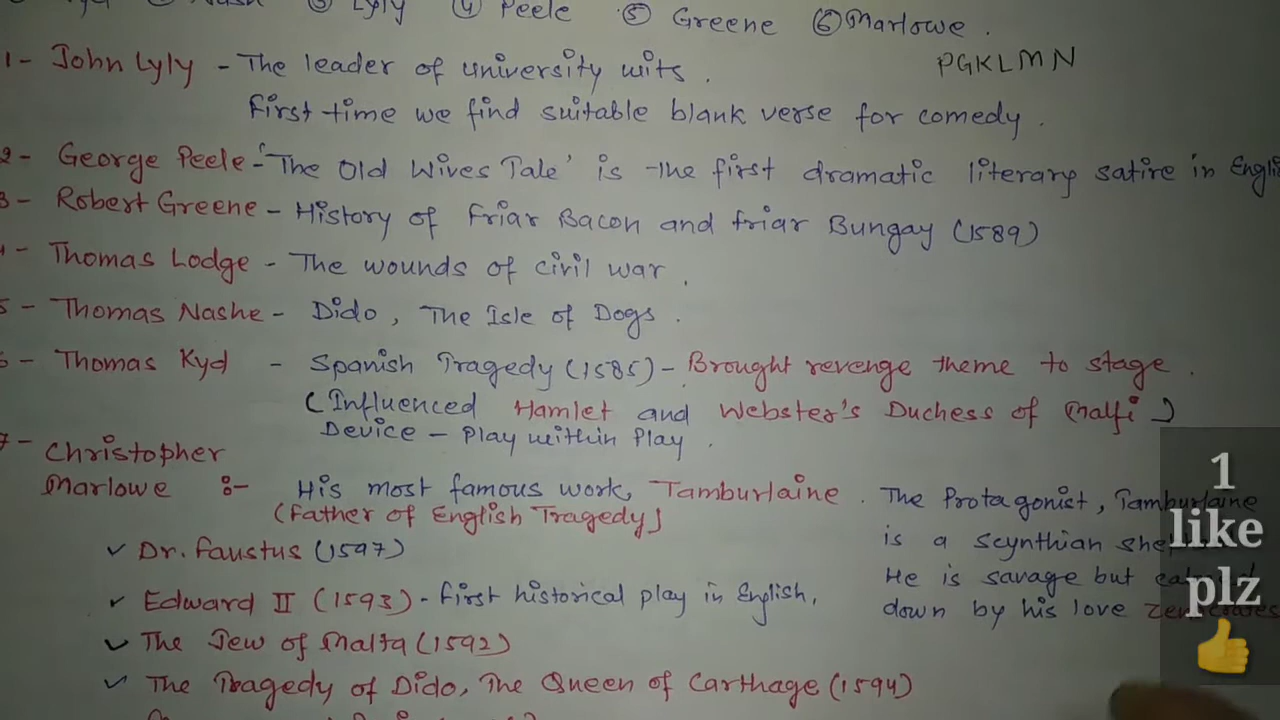 ③ Lyly ④ Peele ⑤ Greene ⑥ Marlowe.
1- John Lyly - The leader of university wits. PGKLMN
First time we find suitable blank verse for comedy.
2- George Peele - 'The Old Wives Tale' is the first dramatic literary satire in
3- Robert Greene - History of Friar Bacon and friar Bungay (1589)
4- Thomas Lodge - The wounds of civil war.
5- Thomas Nashe - Dido, The Isle of Dogs.
6- Thomas Kyd - Spanish Tragedy (1585) - Brought revenge theme to stage.
(Influenced Hamlet and Webster's Duchess of Malfi)
Device - Play within Play.
7- Christopher
Marlowe :- His most famous work, Tamburlaine.
(Father of English Tragedy)
The Protagonist, Tamburlaine
is a Scynthian
He is savage but
down by his love
✓ Dr. Faustus (1597)
✓ Edward II (1593) - first historical play in English,
✓ The Jew of Malta (1592)
✓ The Tragedy of Dido, The Queen of Carthage (1594)
1
like
plz
👍